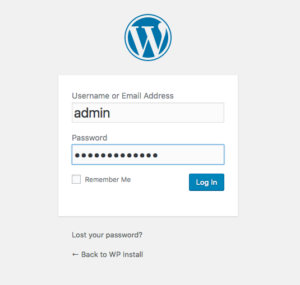 Username or Email Address
admin
Password
•••••••••••••
Remember Me
Log In
Lost your password?
← Back to WP Install